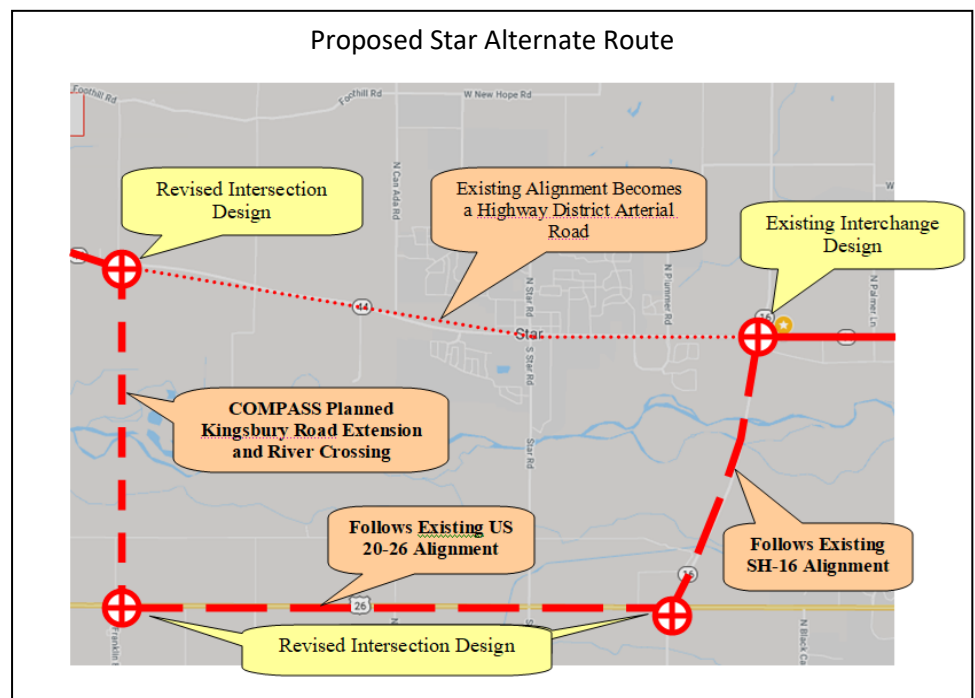 Proposed Star Alternate Route
Foothill Rd
Foothill Rd
W New Hope Rd
N Can Ada Rd
Revised Intersection
Design
Existing Alignment Becomes
a Highway District Arterial
Road
Existing Interchange
Design
W
N Star Rd
N Plummer Rd
N Palmer Ln
44
16
Star
S Star Rd
COMPASS Planned
Kingsbury Road Extension
and River Crossing
Star Rd
Follows Existing US
20-26 Alignment
Follows Existing
SH-16 Alignment
16
26
Franklin
N
S
N Black Ca
Revised Intersection Design